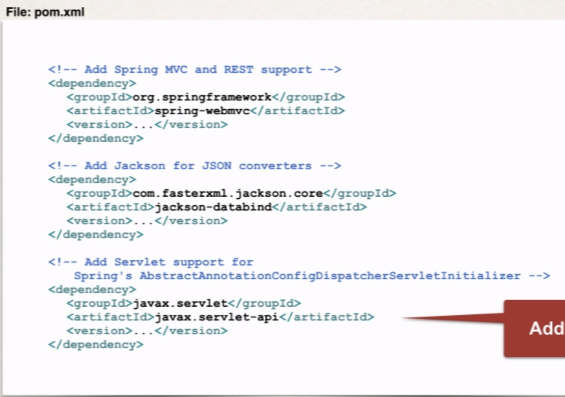 File: pom.xml
<!-- Add Spring MVC and REST support -->
<dependency>
<groupId>org.springframework</groupId>
<artifactId>spring-webmvc</artifactId>
<version>...</version>
</dependency>
<!-- Add Jackson for JSON converters -->
<dependency>
<groupId>com.fasterxml.jackson.core</groupId>
<artifactId>jackson-databind</artifactId>
<version>...</version>
</dependency>
<!-- Add Servlet support for
Spring's AbstractAnnotationConfigDispatcherServletInitializer -->
<dependency>
<groupId>javax.servlet</groupId>
<artifactId>javax.servlet-api</artifactId>
<version>...</version>
</dependency>
Add